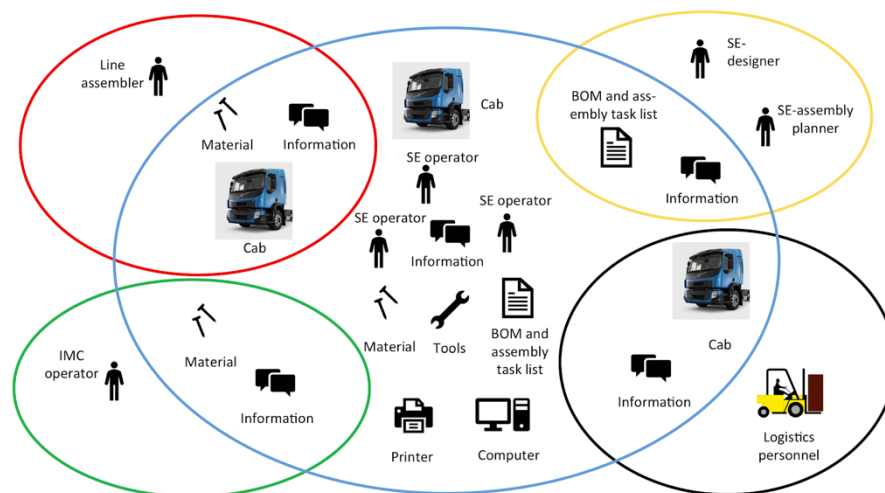 Line
assembler
Material
Information
Cab
Cab
SE operator
SE operator
SE operator
Information
Material
Tools
BOM and
assembly
task list
Printer
Computer
SE-
designer
BOM and ass-
embly task list
SE-assembly
planner
Information
IMC
operator
Material
Information
Cab
Information
Logistics
personnel